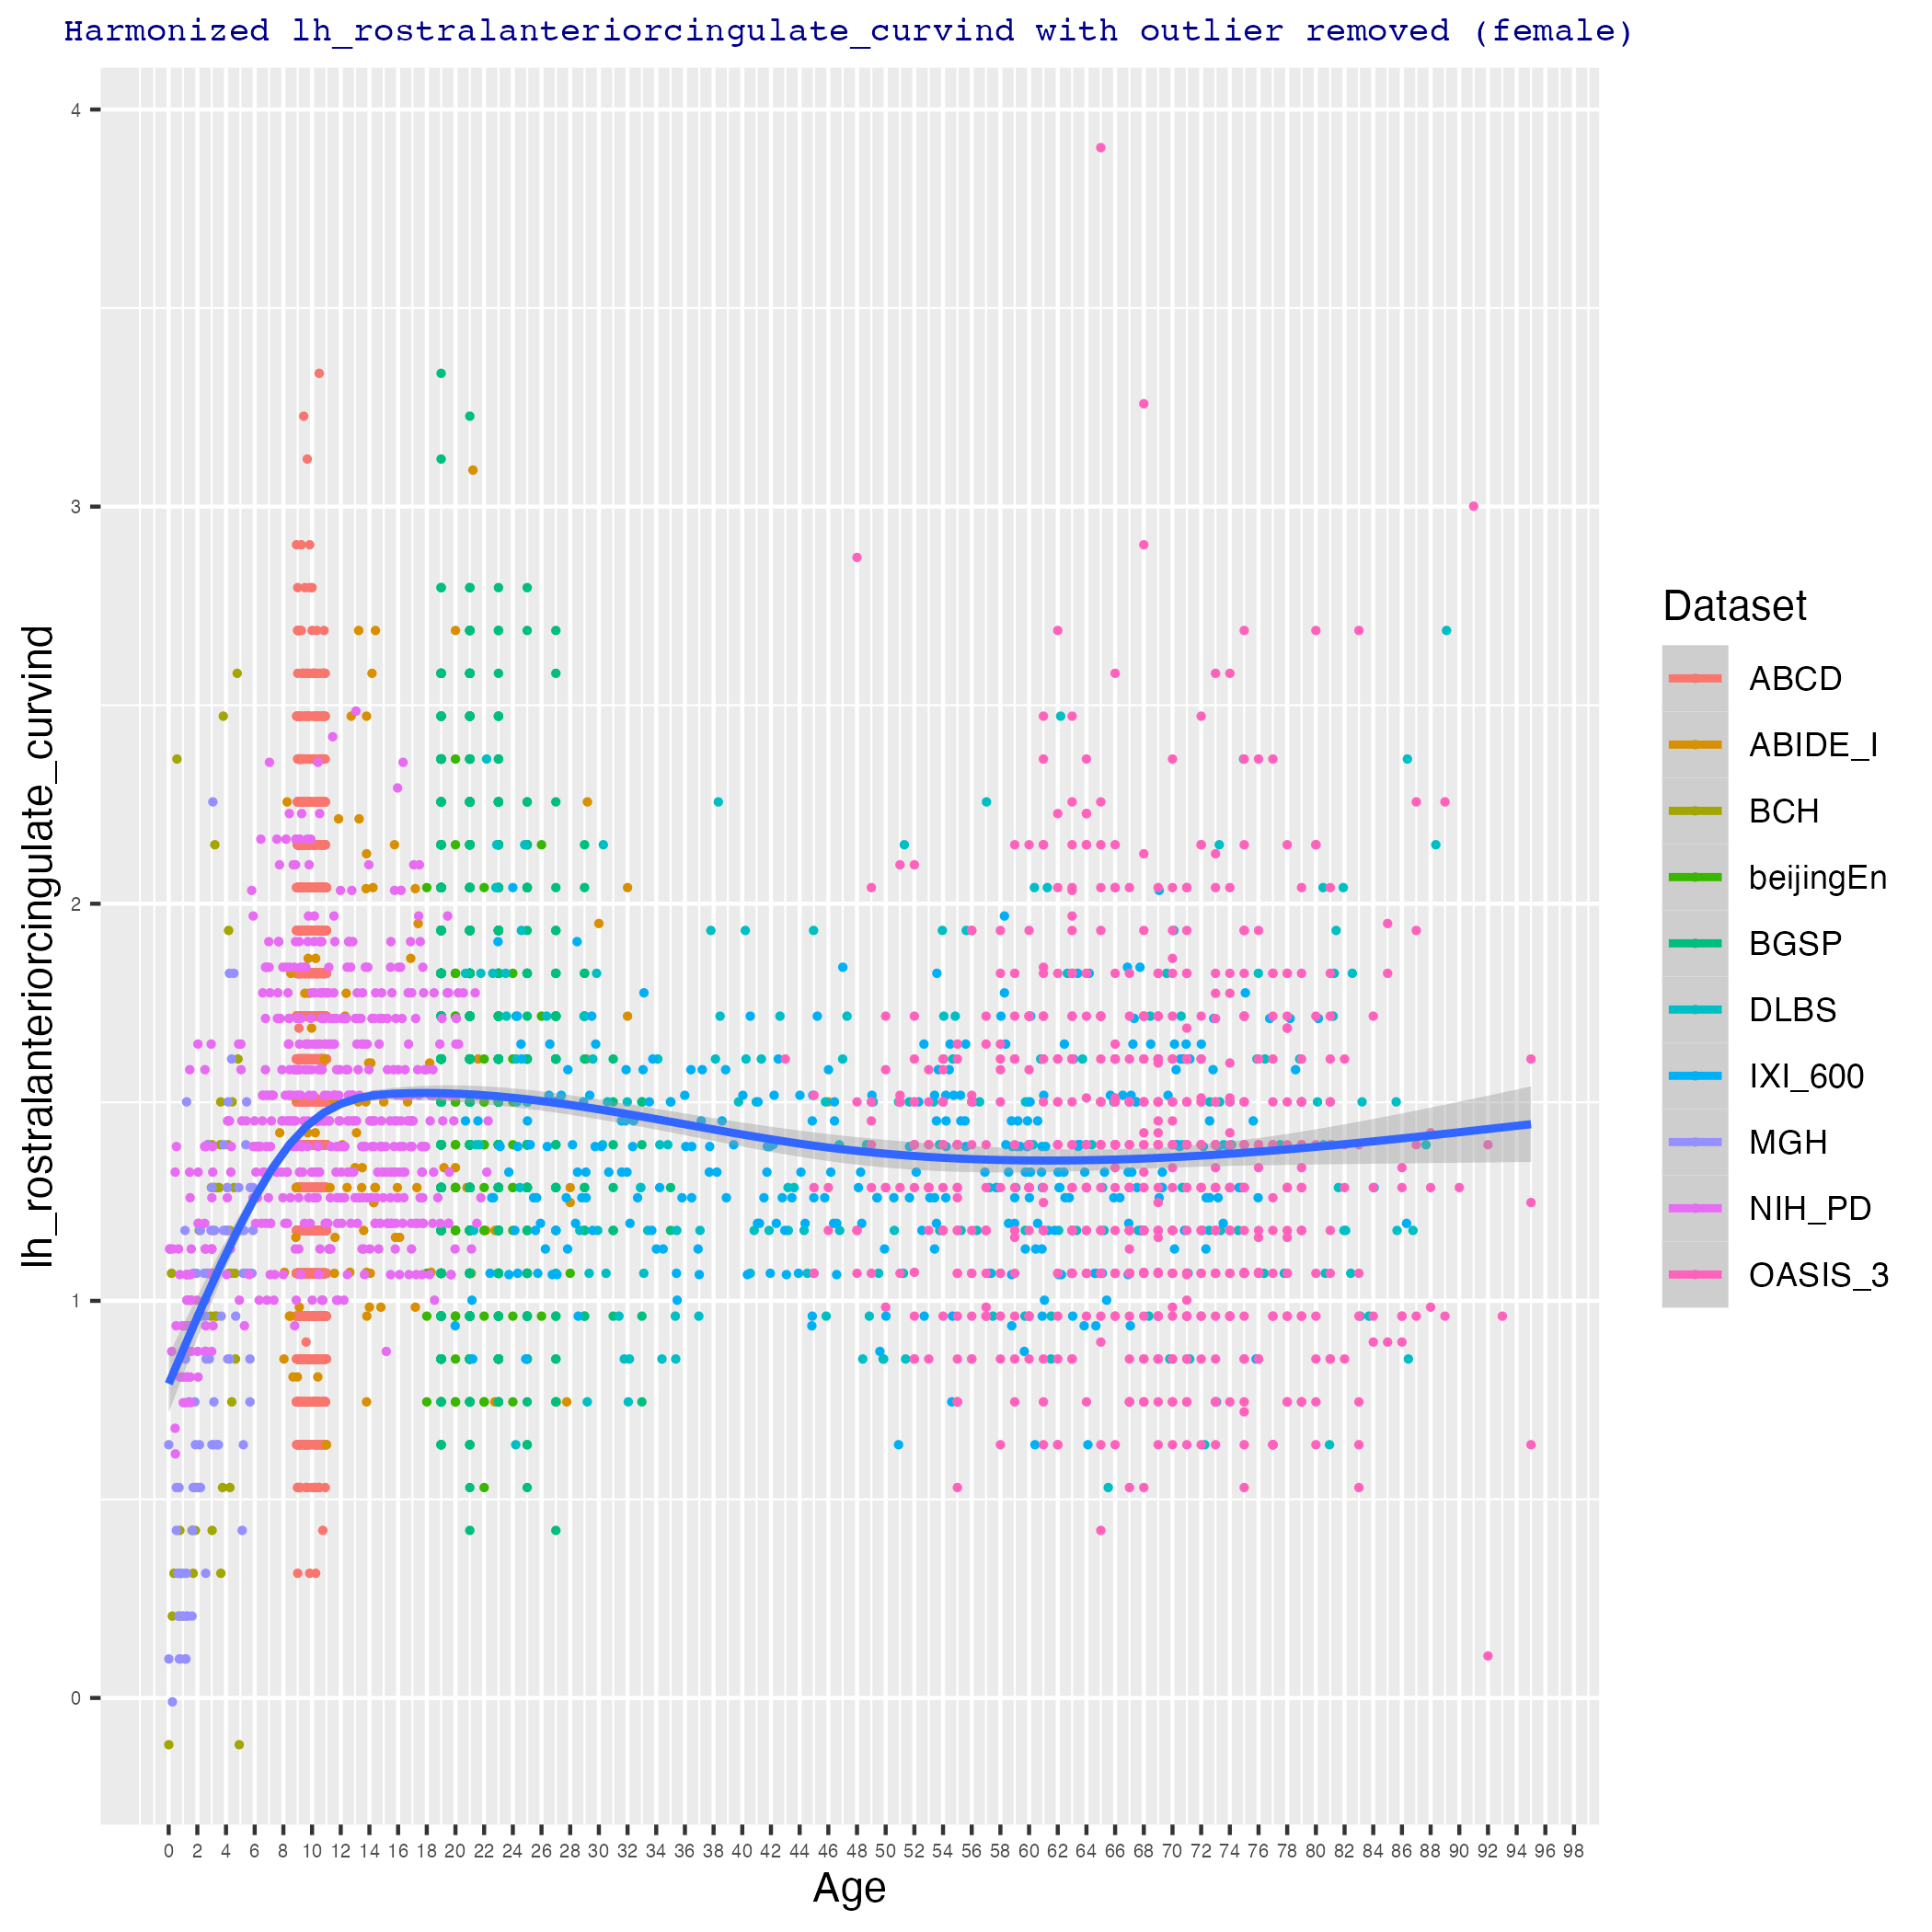 Harmonized lh_rostralanteriorcingulate_curvind with outlier removed (female)
lh_rostralanteriorcingulate_curvind
4
3
2
1
0
0 2 4 6 8 10 12 14 16 18 20 22 24 26 28 30 32 34 36 38 40 42 44 46 48 50 52 54 56 58 60 62 64 66 68 70 72 74 76 78 80 82 84 86 88 90 92 94 96 98
Age
Dataset
ABCD
ABIDE_I
BCH
beijingEn
BGSP
DLBS
IXI_600
MGH
NIH_PD
OASIS_3